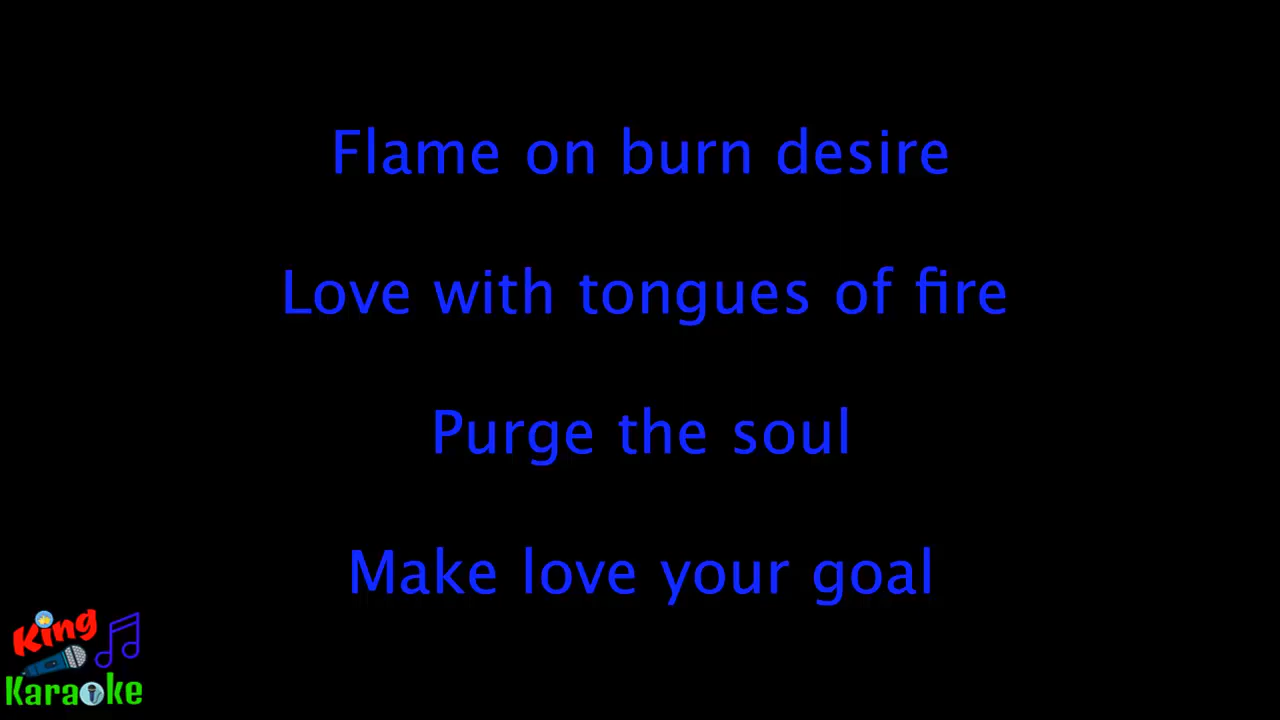 Flame on burn desire
Love with tongues of fire
Purge the soul
Make love your goal
King
Karaoke